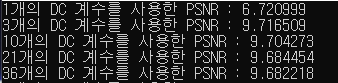 1개의 DC 계수를 사용한 PSNR : 6.720999
3개의 DC 계수를 사용한 PSNR : 9.716509
10개의 DC 계수를 사용한 PSNR : 9.704273
21개의 DC 계수를 사용한 PSNR : 9.684454
36개의 DC 계수를 사용한 PSNR : 9.682218